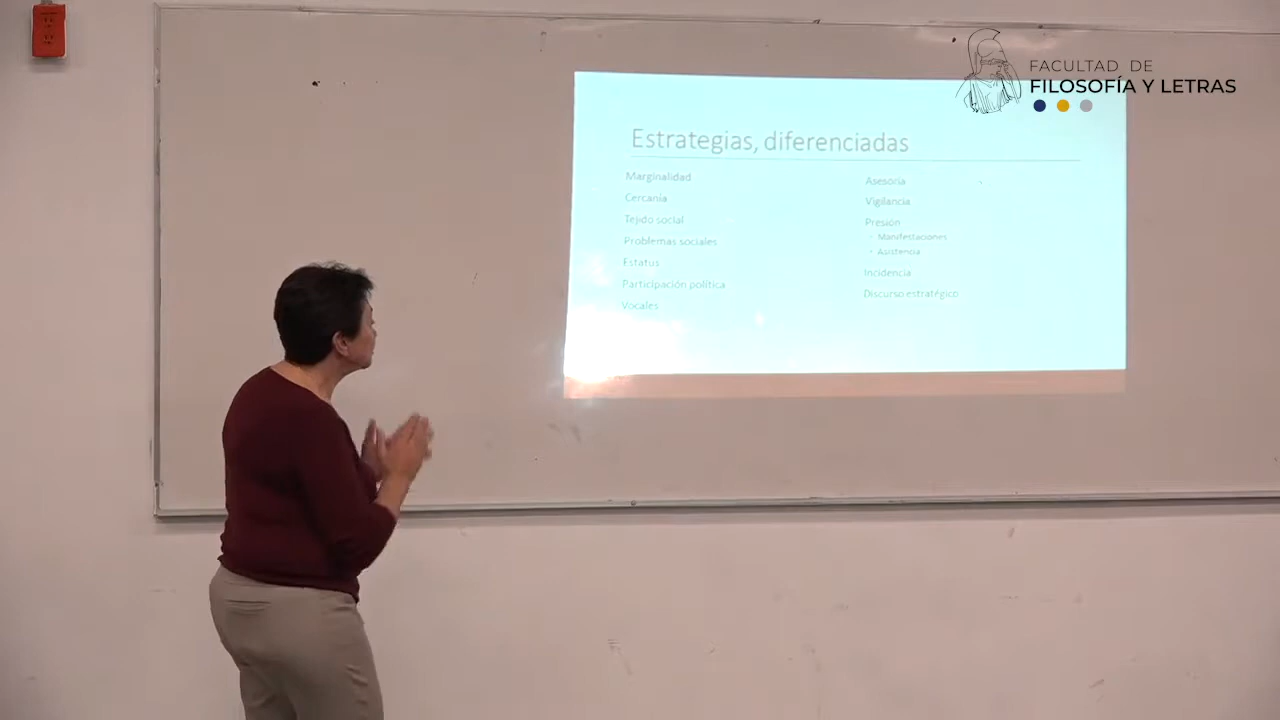 FACULTAD DE
FILOSOFÍA Y LETRAS
Estrategias, diferenciadas
Marginalidad
Cercanía
Tejido social
Problemas sociales
Estatus
Participación política
Vocales
Asesoría
Vigilancia
Presión
- Manifestaciones
- Asistencia
Incidencia
Discurso estratégico